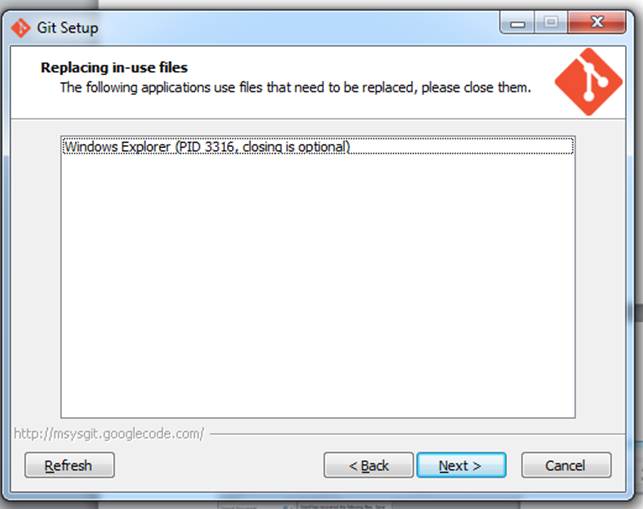 Git Setup
Replacing in-use files
The following applications use files that need to be replaced, please close them.
Windows Explorer (PID 3316, closing is optional)
http://msysgit.googlecode.com/
Refresh
< Back
Next >
Cancel